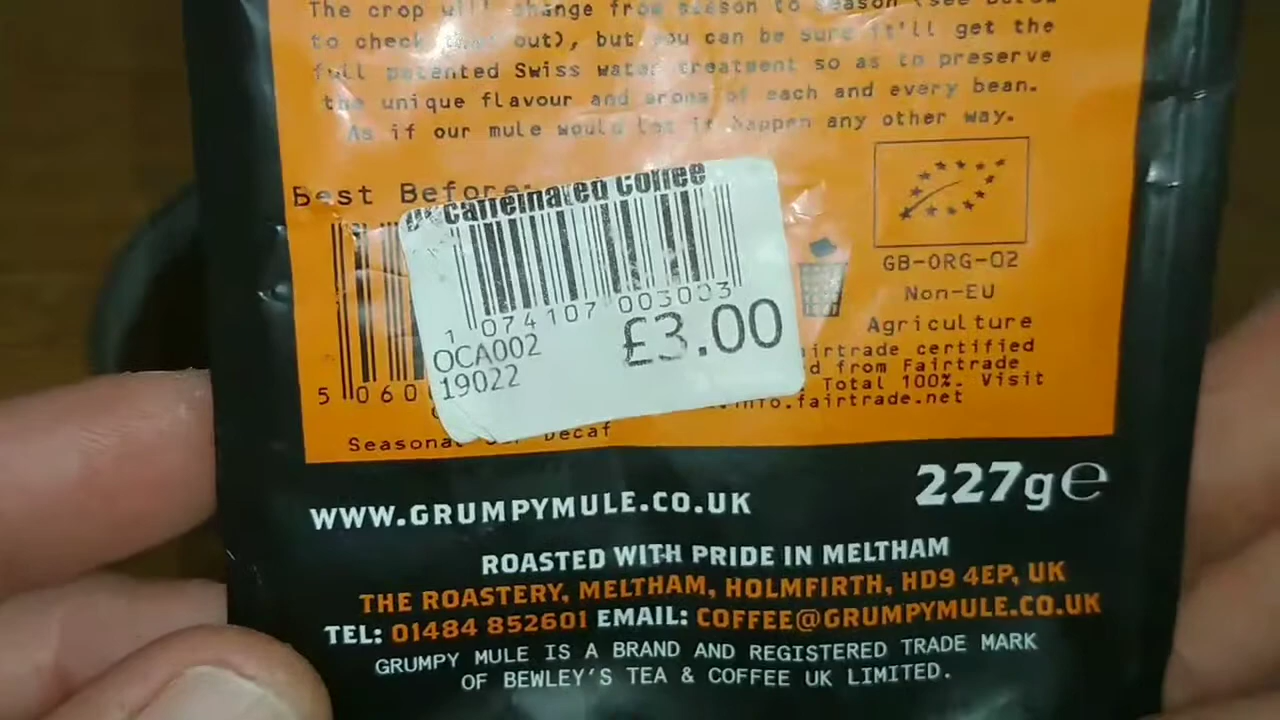 The crop will change from season to season (see below
to check that out), but you can be sure it'll get the
full patented Swiss water treatment so as to preserve
the unique flavour and aroma of each and every bean.
As if our mule would let it happen any other way.
Best Before:
Decaffeinated Coffee
1 074107 003003
OCA002
19022
£3.00
5 060
GB-ORG-02
Non-EU
Agriculture
certified
from Fairtrade
Total 100%. Visit
info.fairtrade.net
Decaf
227g℮
WWW.GRUMPYMULE.CO.UK
ROASTED WITH PRIDE IN MELTHAM
THE ROASTERY, MELTHAM, HOLMFIRTH, HD9 4EP, UK
TEL: 01484 852601 EMAIL: COFFEE@GRUMPYMULE.CO.UK
GRUMPY MULE IS A BRAND AND REGISTERED TRADE MARK
OF BEWLEY'S TEA & COFFEE UK LIMITED.